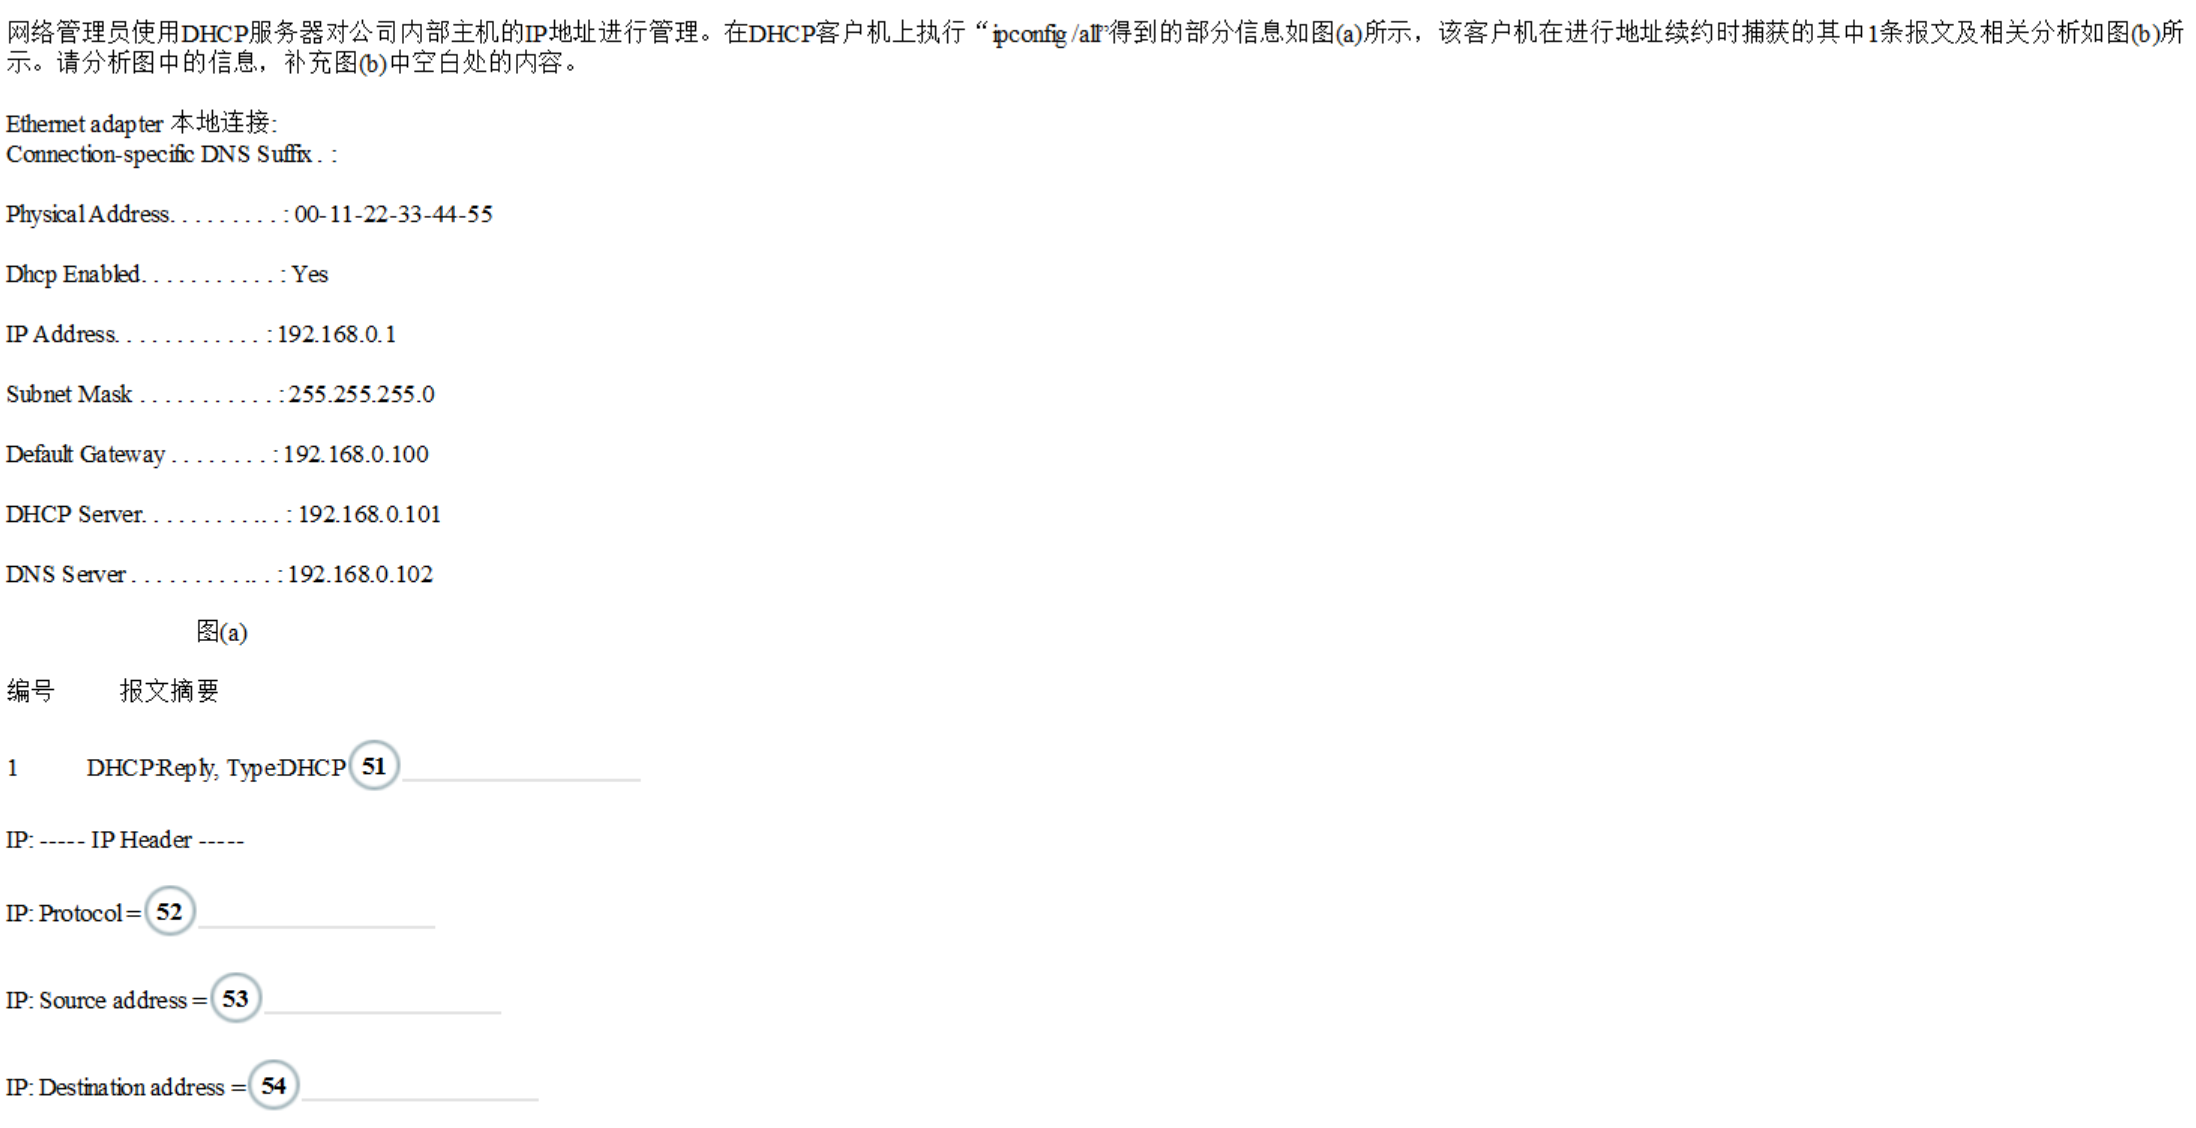 网络管理员使用DHCP服务器对公司内部主机的IP地址进行管理。在DHCP客户机上执行“ipconfig /all”得到的部分信息如图(a)所示，该客户机在进行地址续约时捕获的其中1条报文及相关分析如图(b)所
示。请分析图中的信息，补充图(b)中空白处的内容。
Ethernet adapter 本地连接:
Connection-specific DNS Suffix . :
Physical Address. . . . . . . . . : 00-11-22-33-44-55
Dhcp Enabled. . . . . . . . . . . : Yes
IP Address. . . . . . . . . . . . : 192.168.0.1
Subnet Mask . . . . . . . . . . . : 255.255.255.0
Default Gateway . . . . . . . . : 192.168.0.100
DHCP Server. . . . . . . . . .. . : 192.168.0.101
DNS Server . . . . . . . . . .. . : 192.168.0.102
图(a)
编号 报文摘要
1 DHCP:Reply, Type:DHCP 51 ____________
IP: ----- IP Header -----
IP: Protocol = 52 ____________
IP: Source address = 53 ____________
IP: Destination address = 54 ____________